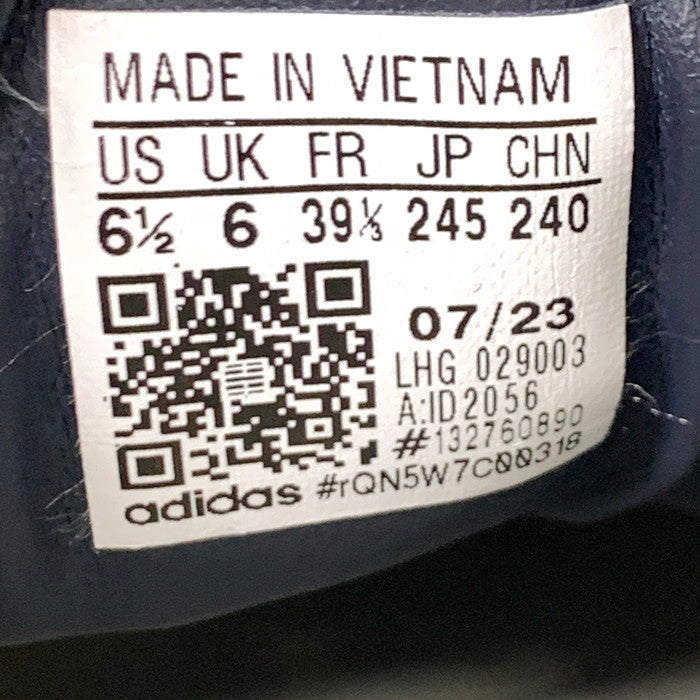 MADE IN VIETNAM
US UK FR JP CHN
6½ 6 39⅓ 245 240
07/23
LHG 029003
A:ID2056
#132760890
adidas #rQN5W7C00318